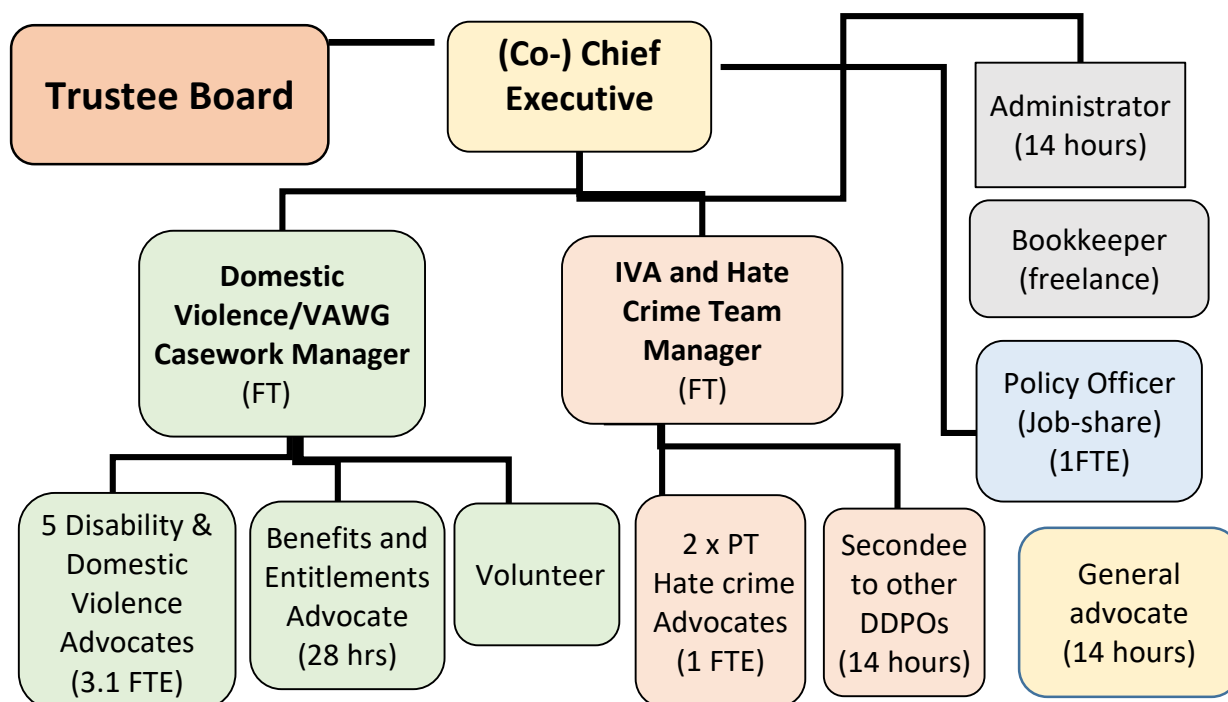 Trustee Board
(Co-) Chief
Executive
Administrator
(14 hours)
Bookkeeper
(freelance)
Domestic
Violence/VAWG
Casework Manager
(FT)
IVA and Hate
Crime Team
Manager
(FT)
Policy Officer
(Job-share)
(1FTE)
5 Disability &
Domestic
Violence
Advocates
(3.1 FTE)
Benefits and
Entitlements
Advocate
(28 hrs)
Volunteer
2 x PT
Hate crime
Advocates
(1 FTE)
Secondee
to other
DDPOs
(14 hours)
General
advocate
(14 hours)